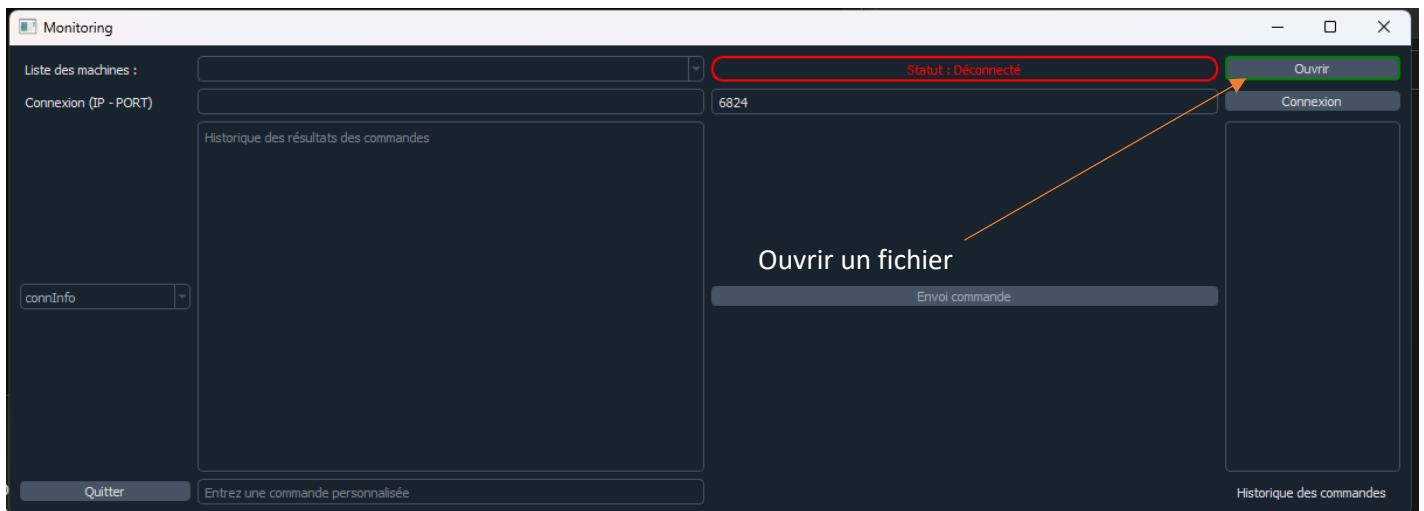 Monitoring
Liste des machines :
Statut : Déconnecté
Ouvrir
Connexion (IP - PORT)
6824
Connexion
Historique des résultats des commandes
Ouvrir un fichier
connInfo
Envoi commande
Quitter
Entrez une commande personnalisée
Historique des commandes